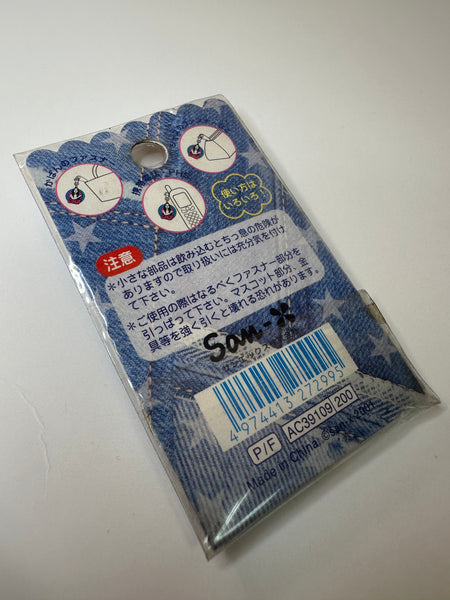 かばんのファスナ
使い方は
いろいろ!
注意
*小さな部品は飲み込むとちっ息の危険が
ありますので取り扱いには充分気を付け
て下さい。
*ご使用の際はなるべくファスナー部分を
引っぱって下さい。マスコット部分、金
具等を強く引くと壊れる恐れがあります。
San-
4974413272995
P/F AC39109 200
Made in China. ©San-